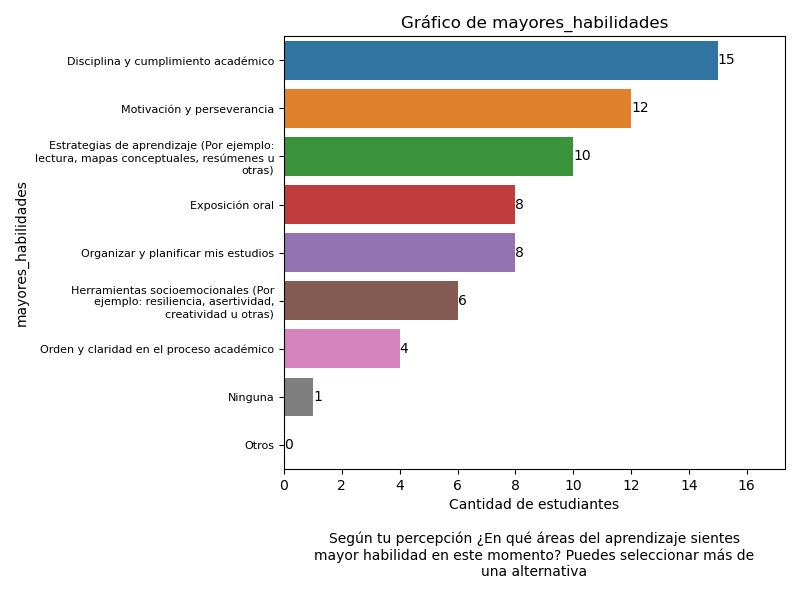 Gráfico de mayores_habilidades
mayores_habilidades
Disciplina y cumplimiento académico
15
Motivación y perseverancia
12
Estrategias de aprendizaje (Por ejemplo:
lectura, mapas conceptuales, resúmenes u
otras)
10
Exposición oral
8
Organizar y planificar mis estudios
8
Herramientas socioemocionales (Por
ejemplo: resiliencia, asertividad,
creatividad u otras)
6
Orden y claridad en el proceso académico
4
Ninguna
1
Otros
0
0 2 4 6 8 10 12 14 16
Cantidad de estudiantes
Según tu percepción ¿En qué áreas del aprendizaje sientes
mayor habilidad en este momento? Puedes seleccionar más de
una alternativa